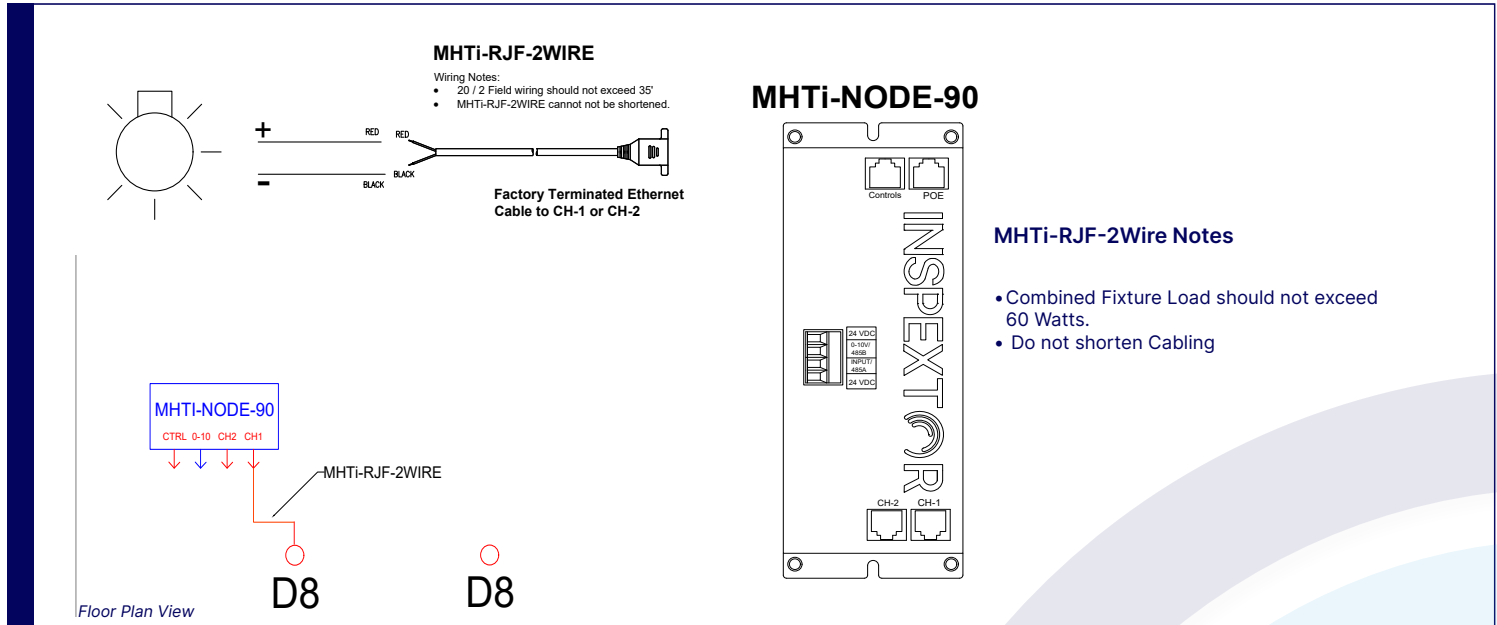 MHTi-RJF-2WIRE
Wiring Notes:
• 20 / 2 Field wiring should not exceed 35'
• MHTi-RJF-2WIRE cannot not be shortened.
+
RED RED
-
BLACK BLACK
Factory Terminated Ethernet
Cable to CH-1 or CH-2
MHTi-NODE-90
Controls POE
INSPEXTOR
24 VDC
0-10V/
485B
INPUT/
485A
24 VDC
CH-2 CH-1
MHTi-RJF-2Wire Notes
• Combined Fixture Load should not exceed
60 Watts.
• Do not shorten Cabling
MHTI-NODE-90
CTRL 0-10 CH2 CH1
MHTi-RJF-2WIRE
D8 D8
Floor Plan View